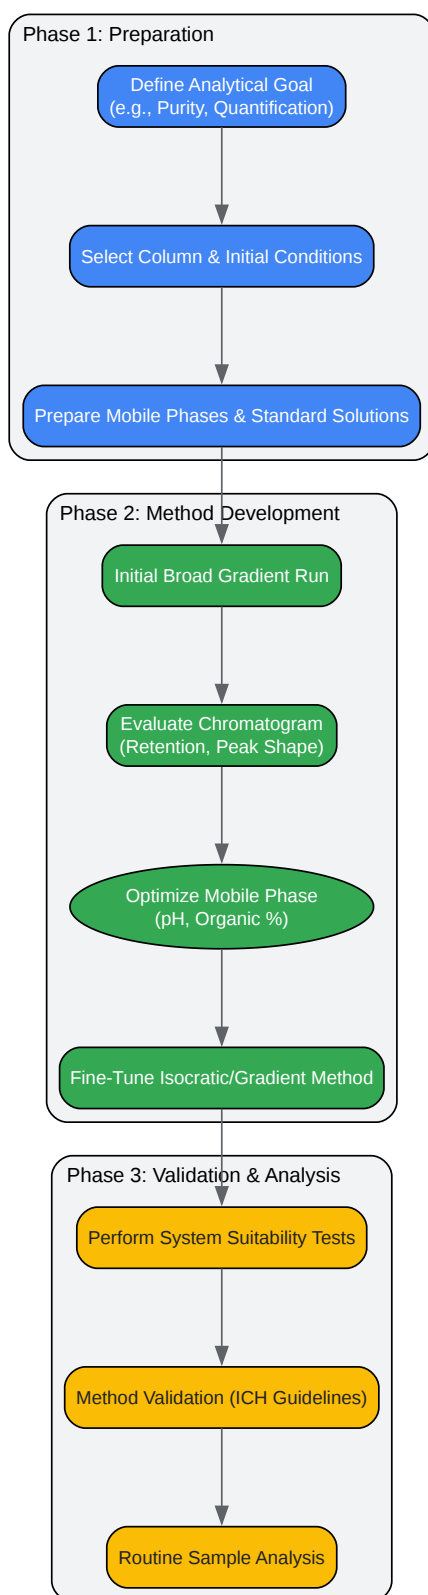 Phase 1: Preparation
Define Analytical Goal
(e.g., Purity, Quantification)
Select Column & Initial Conditions
Prepare Mobile Phases & Standard Solutions
Phase 2: Method Development
Initial Broad Gradient Run
Evaluate Chromatogram
(Retention, Peak Shape)
Optimize Mobile Phase
(pH, Organic %)
Fine-Tune Isocratic/Gradient Method
Phase 3: Validation & Analysis
Perform System Suitability Tests
Method Validation (ICH Guidelines)
Routine Sample Analysis